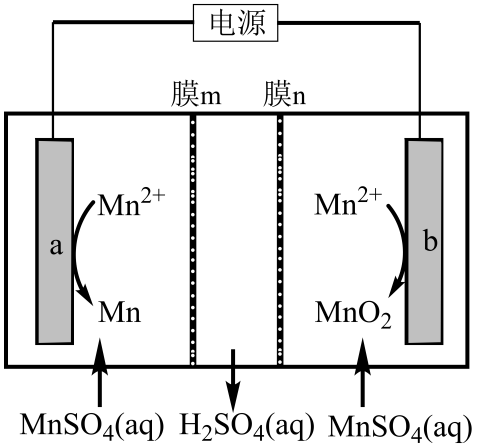 电源
膜m 膜n
Mn²⁺ Mn²⁺
a b
Mn MnO₂
MnSO₄(aq) H₂SO₄(aq) MnSO₄(aq)